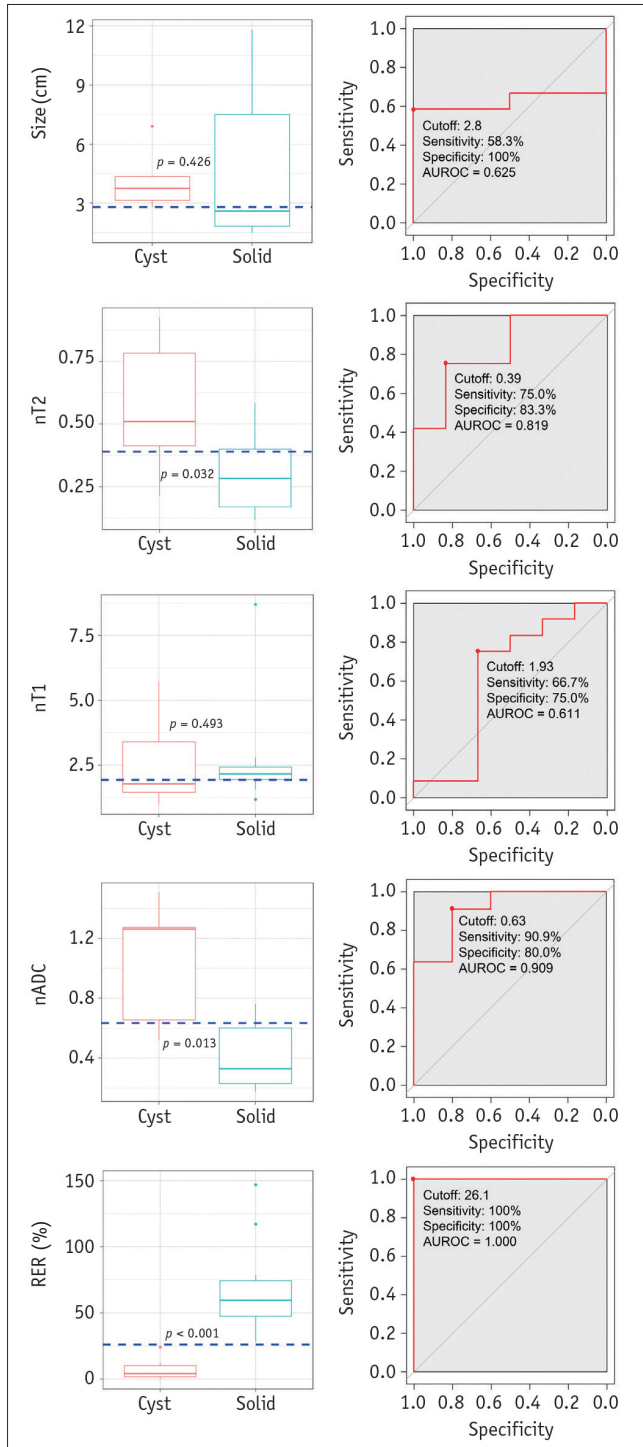 12
9
6
3
Size (cm)
p = 0.426
Cyst Solid
1.0
0.8
0.6
0.4
0.2
0.0
Sensitivity
Cutoff: 2.8
Sensitivity: 58.3%
Specificity: 100%
AUROC = 0.625
1.0 0.8 0.6 0.4 0.2 0.0
Specificity
0.75
0.50
0.25
nT2
p = 0.032
Cyst Solid
1.0
0.8
0.6
0.4
0.2
0.0
Sensitivity
Cutoff: 0.39
Sensitivity: 75.0%
Specificity: 83.3%
AUROC = 0.819
1.0 0.8 0.6 0.4 0.2 0.0
Specificity
7.5
5.0
2.5
nT1
p = 0.493
Cyst Solid
1.0
0.8
0.6
0.4
0.2
0.0
Sensitivity
Cutoff: 1.93
Sensitivity: 66.7%
Specificity: 75.0%
AUROC = 0.611
1.0 0.8 0.6 0.4 0.2 0.0
Specificity
1.2
0.8
0.4
nADC
p = 0.013
Cyst Solid
1.0
0.8
0.6
0.4
0.2
0.0
Sensitivity
Cutoff: 0.63
Sensitivity: 90.9%
Specificity: 80.0%
AUROC = 0.909
1.0 0.8 0.6 0.4 0.2 0.0
Specificity
150
100
50
0
RER (%)
p < 0.001
Cyst Solid
1.0
0.8
0.6
0.4
0.2
0.0
Sensitivity
Cutoff: 26.1
Sensitivity: 100%
Specificity: 100%
AUROC = 1.000
1.0 0.8 0.6 0.4 0.2 0.0
Specificity